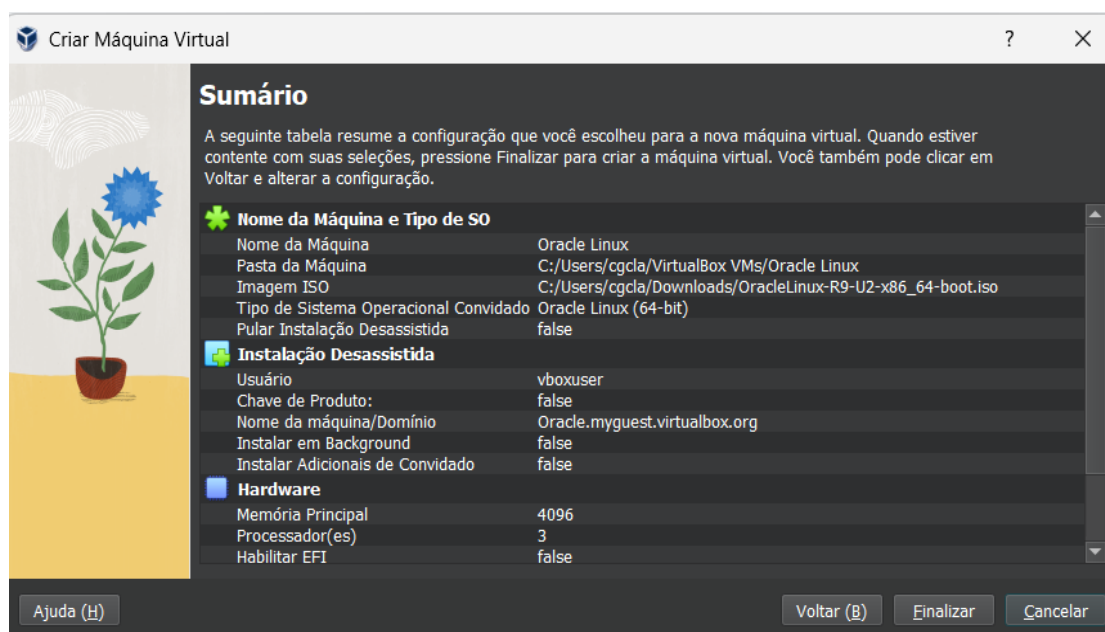 Criar Máquina Virtual
?
Sumário
A seguinte tabela resume a configuração que você escolheu para a nova máquina virtual. Quando estiver
contente com suas seleções, pressione Finalizar para criar a máquina virtual. Você também pode clicar em
Voltar e alterar a configuração.
Nome da Máquina e Tipo de SO
Nome da Máquina Oracle Linux
Pasta da Máquina C:/Users/cgcla/VirtualBox VMs/Oracle Linux
Imagem ISO C:/Users/cgcla/Downloads/OracleLinux-R9-U2-x86_64-boot.iso
Tipo de Sistema Operacional Convidado Oracle Linux (64-bit)
Pular Instalação Desassistida false
Instalação Desassistida
Usuário vboxuser
Chave de Produto: false
Nome da máquina/Domínio Oracle.myguest.virtualbox.org
Instalar em Background false
Instalar Adicionais de Convidado false
Hardware
Memória Principal 4096
Processador(es) 3
Habilitar EFI false
Ajuda (H) Voltar (B) Finalizar Cancelar